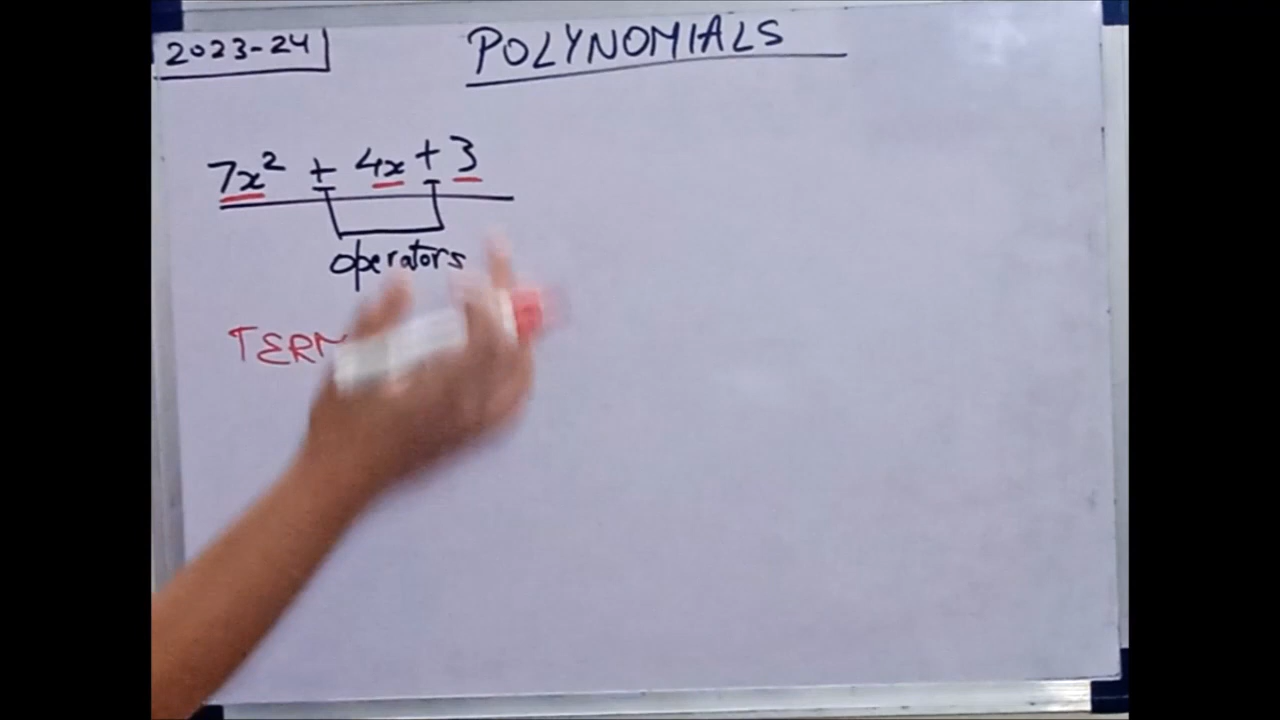 2023-24
POLYNOMIALS
7x² + 4x + 3
operators